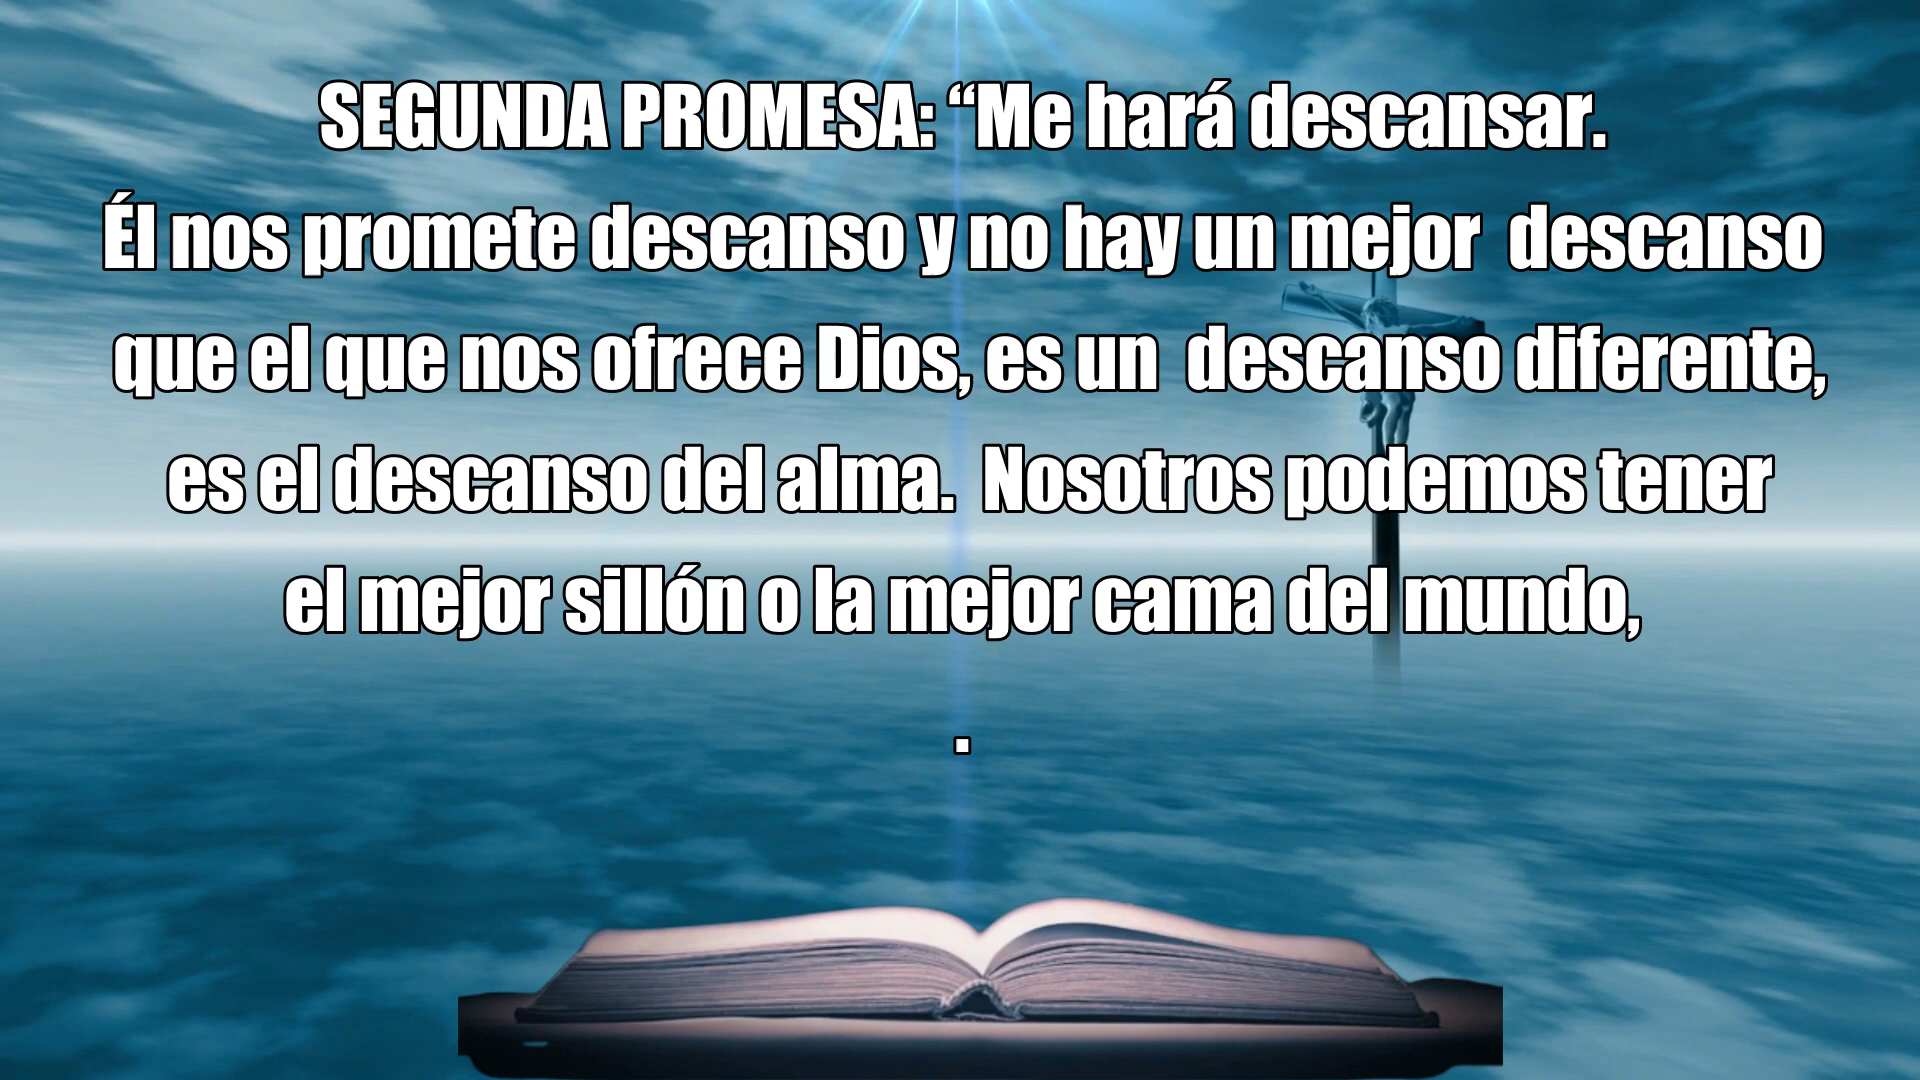 SEGUNDA PROMESA: “Me hará descansar.
Él nos promete descanso y no hay un mejor  descanso
que el que nos ofrece Dios, es un  descanso diferente,
es el descanso del alma.  Nosotros podemos tener
el mejor sillón o la mejor cama del mundo,
.